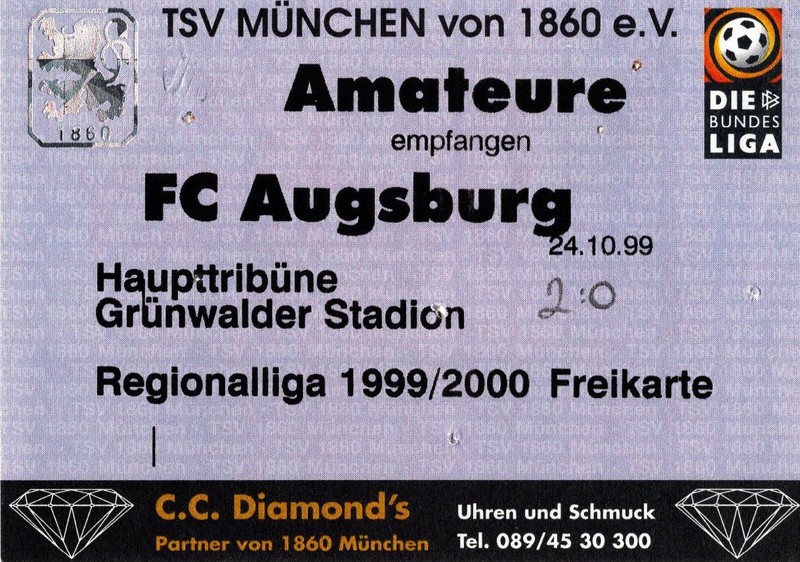 TSV MÜNCHEN von 1860 e.V.
1860
Amateure
DIE
BUNDES
LIGA
empfangen
FC Augsburg
24.10.99
Haupttribüne
2:0
Grünwalder Stadion
Regionalliga 1999/2000 Freikarte
C.C. Diamond's
Partner von 1860 München
Uhren und Schmuck
Tel. 089/45 30 300